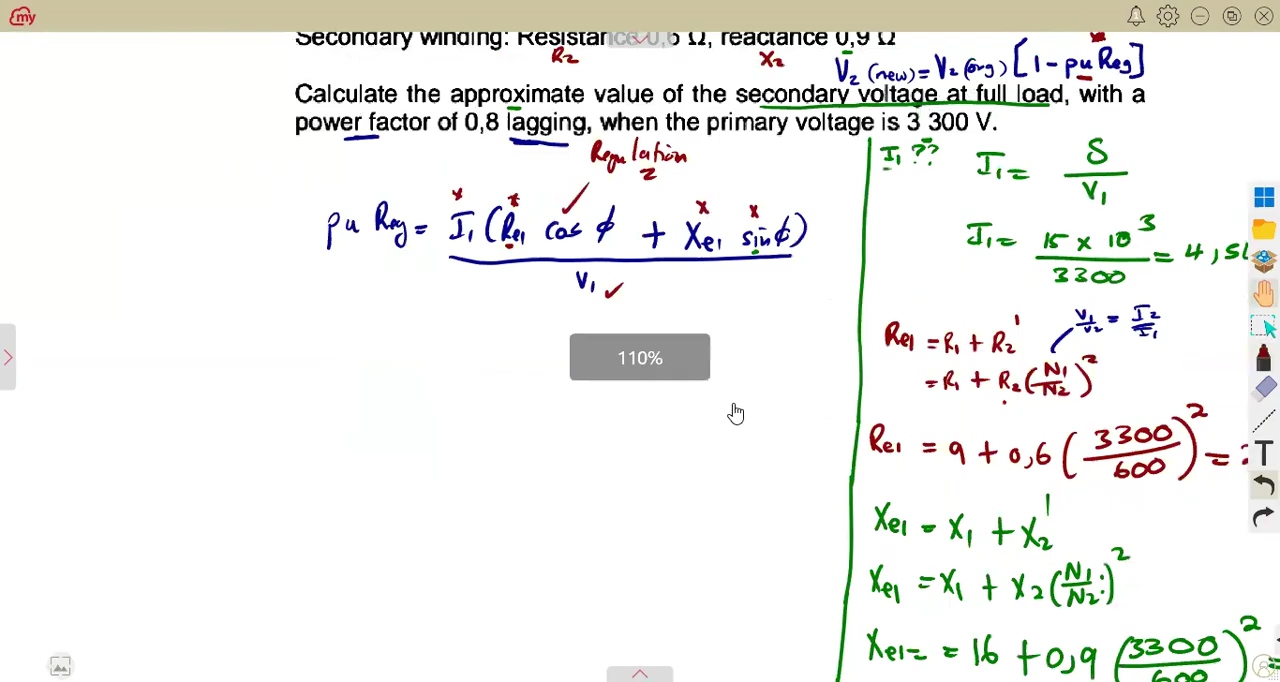 my
Secondary winding: Resistance 0,6 Ω, reactance 0,9 Ω
R2 X2
V2 (new) = V2 (org) [1 - pu Reg]
Calculate the approximate value of the secondary voltage at full load, with a
power factor of 0,8 lagging, when the primary voltage is 3 300 V.
Regulation
pu Reg = I1 (Re1 cos ϕ + Xe1 sin ϕ)
V1
I1 ??
I1 = S
V1
I1 = 15 x 10^3
3300
= 4,5
V1/V2 = I2/I1
Re1 = R1 + R2'
= R1 + R2 (N1/N2)^2
Re1 = 9 + 0,6 (3300/600)^2 =
Xe1 = X1 + X2'
Xe1 = X1 + X2 (N1/N2)^2
Xe1 = = 16 + 0,9 (3300/600)^2 =
110%
T